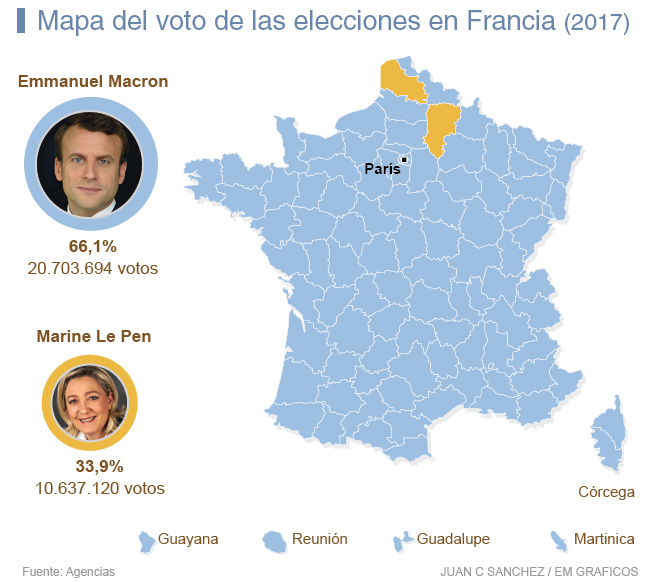 Mapa del voto de las elecciones en Francia (2017)
Emmanuel Macron
66,1%
20.703.694 votos
París
Marine Le Pen
33,9%
10.637.120 votos
Córcega
Guayana
Reunión
Guadalupe
Martinica
Fuente: Agencias
JUAN C SANCHEZ / EM GRAFICOS